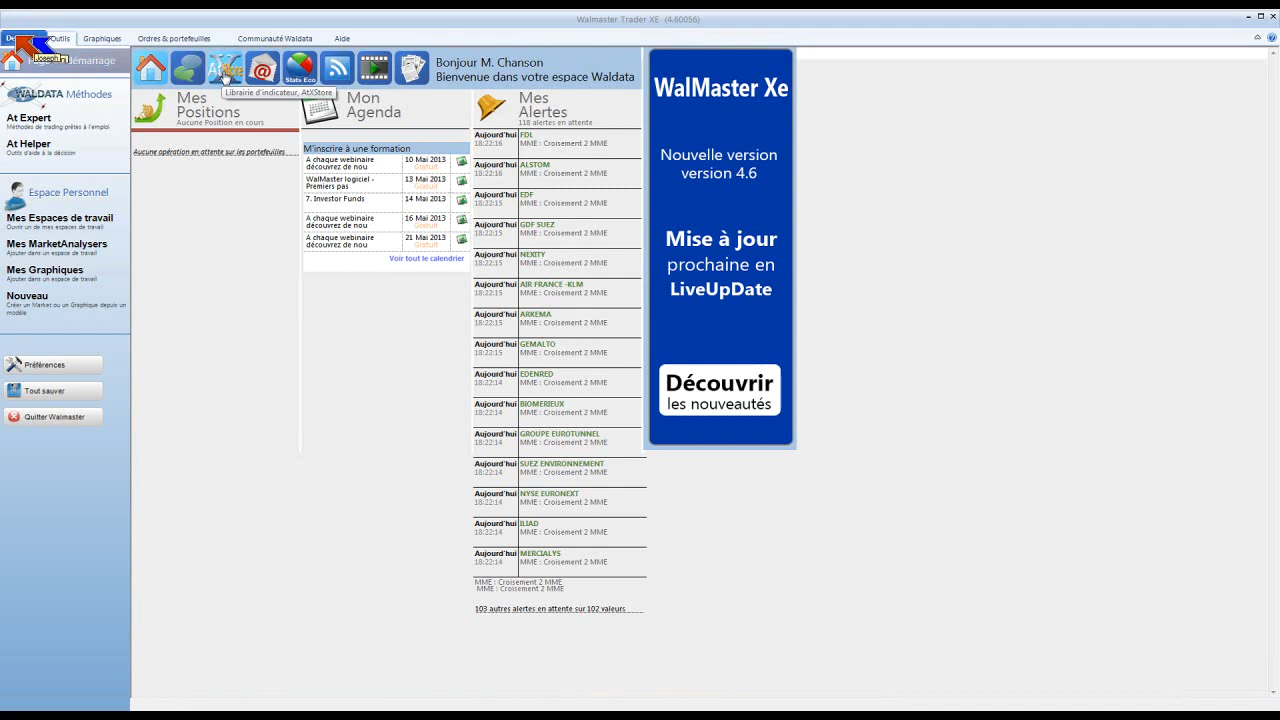 Walmaster Trader XE (4.60056)
Outils
Graphiques
Ordres & portefeuilles
Communauté Waldata
Aide
démarrage
WALDATA Méthodes
At Expert
Méthodes de trading prêtes à l'emploi
At Helper
Outils d'aide à la décision
Espace Personnel
Mes Espaces de travail
Ouvrir un de mes espaces de travail
Mes MarketAnalysers
Ajouter dans un espace de travail
Mes Graphiques
Ajouter dans un espace de travail
Nouveau
Créer un Market ou un Graphique depuis un
modèle
Préférences
Tout sauver
Quitter Walmaster
Stats Eco
Bonjour M. Chanson
Bienvenue dans votre espace Waldata
Librairie d'indicateur, AtXStore
Mes
Positions
Aucune Position en cours
Aucune opération en attente sur les portefeuilles
Mon
Agenda
M'inscrire à une formation
A chaque webinaire
découvrez de nou
10 Mai 2013
Gratuit
WalMaster logiciel -
Premiers pas
13 Mai 2013
Gratuit
7. Investor Funds
14 Mai 2013
A chaque webinaire
découvrez de nou
16 Mai 2013
Gratuit
A chaque webinaire
découvrez de nou
21 Mai 2013
Gratuit
Voir tout le calendrier
Mes
Alertes
118 alertes en attente
Aujourd'hui FDL
18:22:16 MME : Croisement 2 MME
Aujourd'hui ALSTOM
18:22:16 MME : Croisement 2 MME
Aujourd'hui EDF
18:22:15 MME : Croisement 2 MME
Aujourd'hui GDF SUEZ
18:22:15 MME : Croisement 2 MME
Aujourd'hui NEXITY
18:22:15 MME : Croisement 2 MME
Aujourd'hui AIR FRANCE -KLM
18:22:15 MME : Croisement 2 MME
Aujourd'hui ARKEMA
18:22:15 MME : Croisement 2 MME
Aujourd'hui GEMALTO
18:22:15 MME : Croisement 2 MME
Aujourd'hui EDENRED
18:22:14 MME : Croisement 2 MME
Aujourd'hui BIOMERIEUX
18:22:14 MME : Croisement 2 MME
Aujourd'hui GROUPE EUROTUNNEL
18:22:14 MME : Croisement 2 MME
Aujourd'hui SUEZ ENVIRONNEMENT
18:22:14 MME : Croisement 2 MME
Aujourd'hui NYSE EURONEXT
18:22:14 MME : Croisement 2 MME
Aujourd'hui ILIAD
18:22:14 MME : Croisement 2 MME
Aujourd'hui MERCIALYS
18:22:14 MME : Croisement 2 MME
MME : Croisement 2 MME
MME : Croisement 2 MME
103 autres alertes en attente sur 102 valeurs
WalMaster Xe
Nouvelle version
version 4.6
Mise à jour
prochaine en
LiveUpDate
Découvrir
les nouveautés